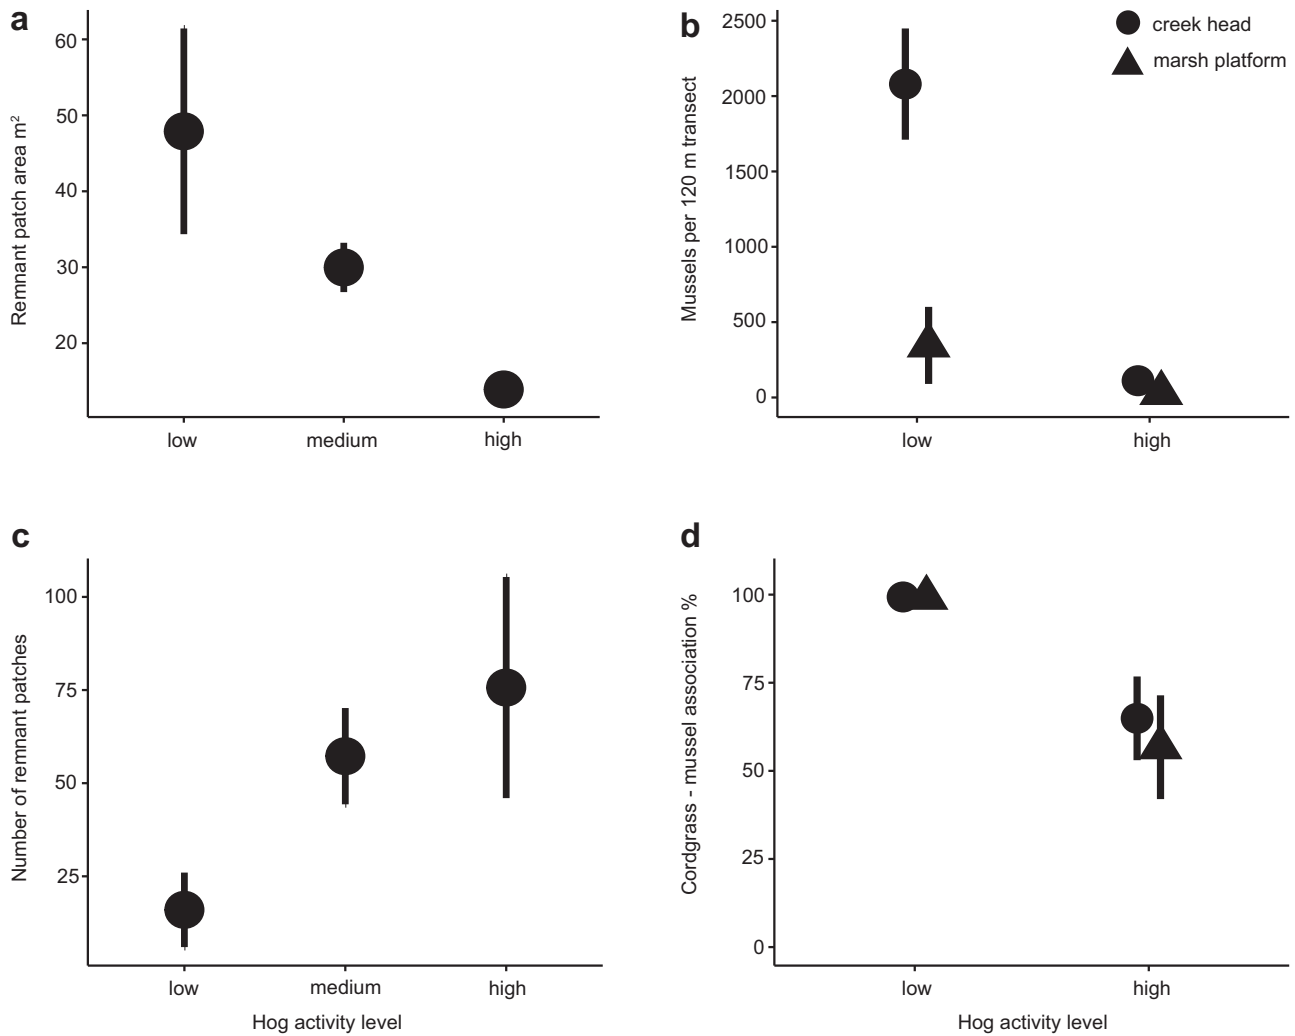 a
Remnant patch area m²
60
50
40
30
20
low medium high
b
Mussels per 120 m transect
2500
2000
1500
1000
500
0
low high
creek head
marsh platform
c
Number of remnant patches
100
75
50
25
low medium high
Hog activity level
d
Cordgrass - mussel association %
100
75
50
25
0
low high
Hog activity level